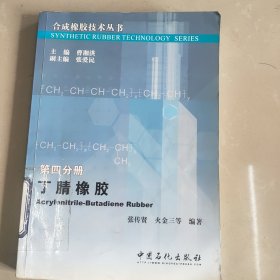 合成橡胶技术丛书
SYNTHETIC RUBBER TECHNOLOGY SERIES
主编 曹湘洪
副主编 张爱民
第四分册
丁腈橡胶
Acrylonitrile-Butadiene Rubber
张传贤 火金三等 编著
中国石化出版社